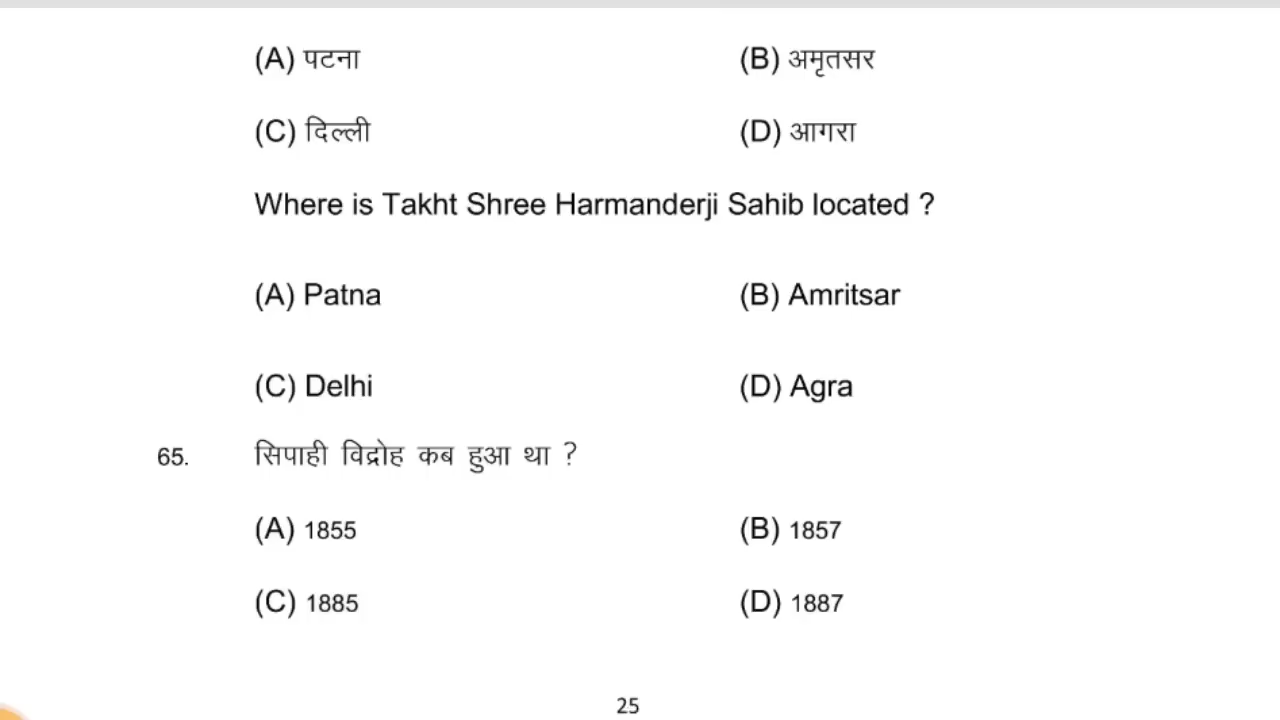 (A) पटना (B) अमृतसर
(C) दिल्ली (D) आगरा
Where is Takht Shree Harmanderji Sahib located ?
(A) Patna (B) Amritsar
(C) Delhi (D) Agra
65. सिपाही विद्रोह कब हुआ था ?
(A) 1855 (B) 1857
(C) 1885 (D) 1887
25